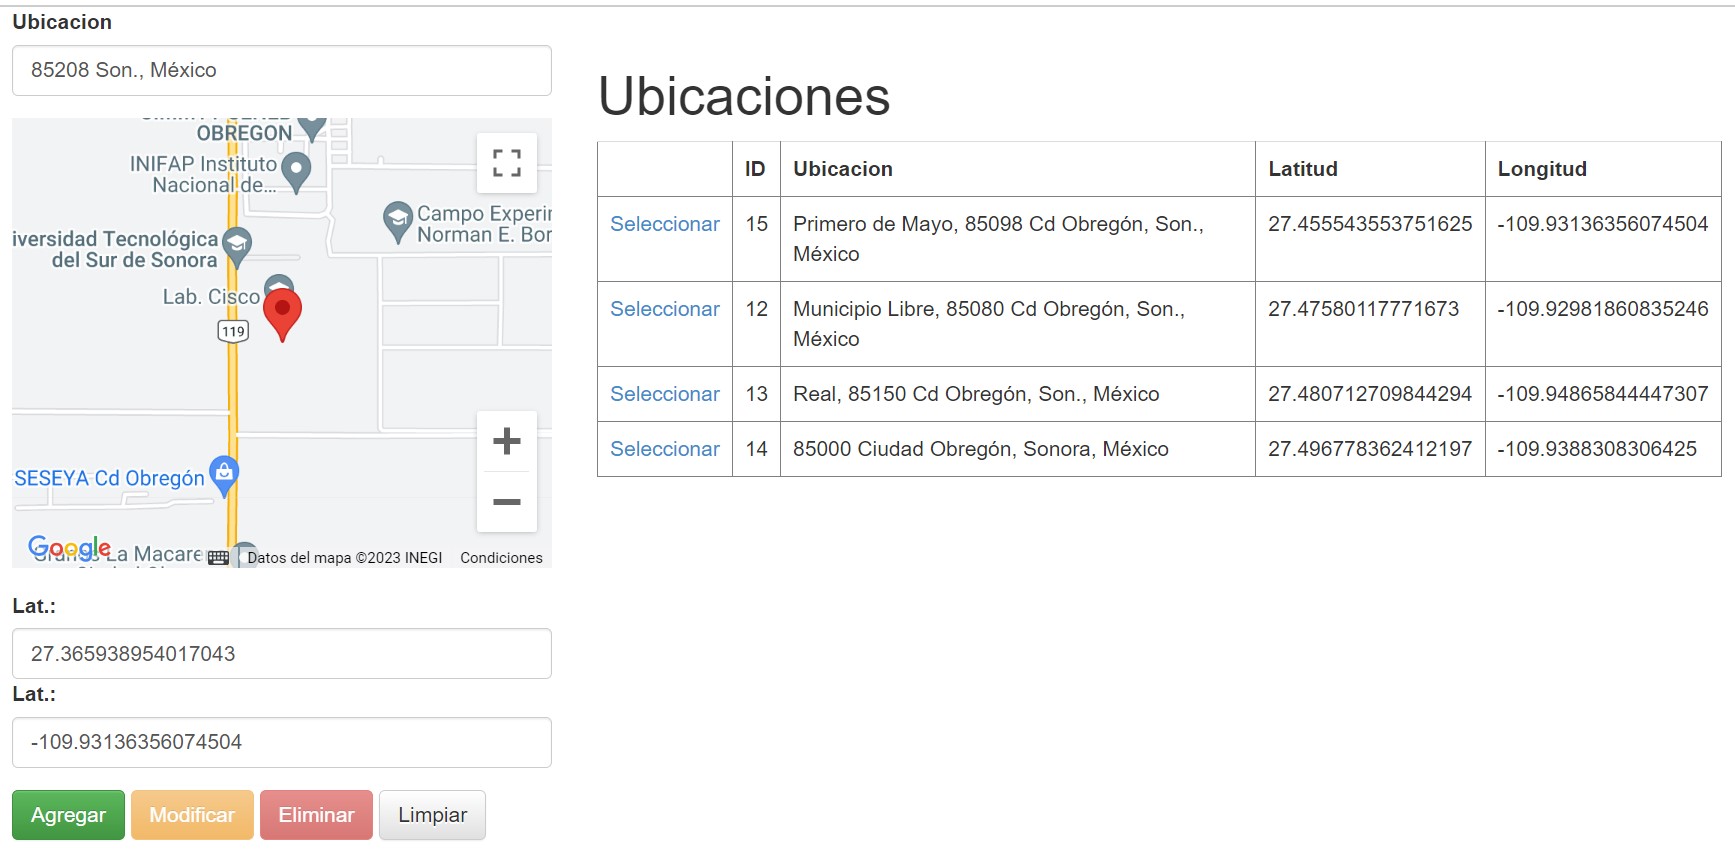 Ubicacion
85208 Son., México
OBREGON
INIFAP Instituto
Nacional de...
Campo Experir
Norman E. Bor
iversidad Tecnológica
del Sur de Sonora
Lab. Cisco
119
SESEYA Cd Obregón
Google
La Macare
Datos del mapa ©2023 INEGI
Condiciones
Lat.:
27.365938954017043
Lat.:
-109.93136356074504
Agregar Modificar Eliminar Limpiar
Ubicaciones
ID Ubicacion Latitud Longitud
Seleccionar 15 Primero de Mayo, 85098 Cd Obregón, Son., 27.455543553751625 -109.93136356074504
México
Seleccionar 12 Municipio Libre, 85080 Cd Obregón, Son., 27.47580117771673 -109.92981860835246
México
Seleccionar 13 Real, 85150 Cd Obregón, Son., México 27.480712709844294 -109.94865844447307
Seleccionar 14 85000 Ciudad Obregón, Sonora, México 27.496778362412197 -109.9388308306425